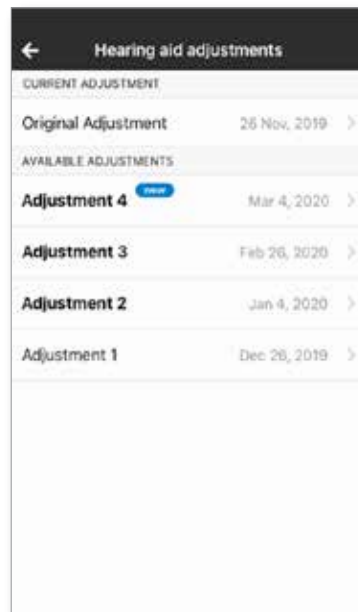 Hearing aid adjustments
CURRENT ADJUSTMENT
Original Adjustment 26 Nov, 2019
AVAILABLE ADJUSTMENTS
Adjustment 4 new Mar 4, 2020
Adjustment 3 Feb 26, 2020
Adjustment 2 Jan 4, 2020
Adjustment 1 Dec 26, 2019